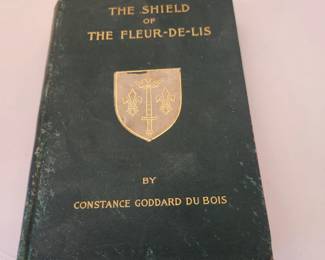 THE SHIELD
OF
THE FLEUR-DE-LIS
BY
CONSTANCE GODDARD DU BOIS